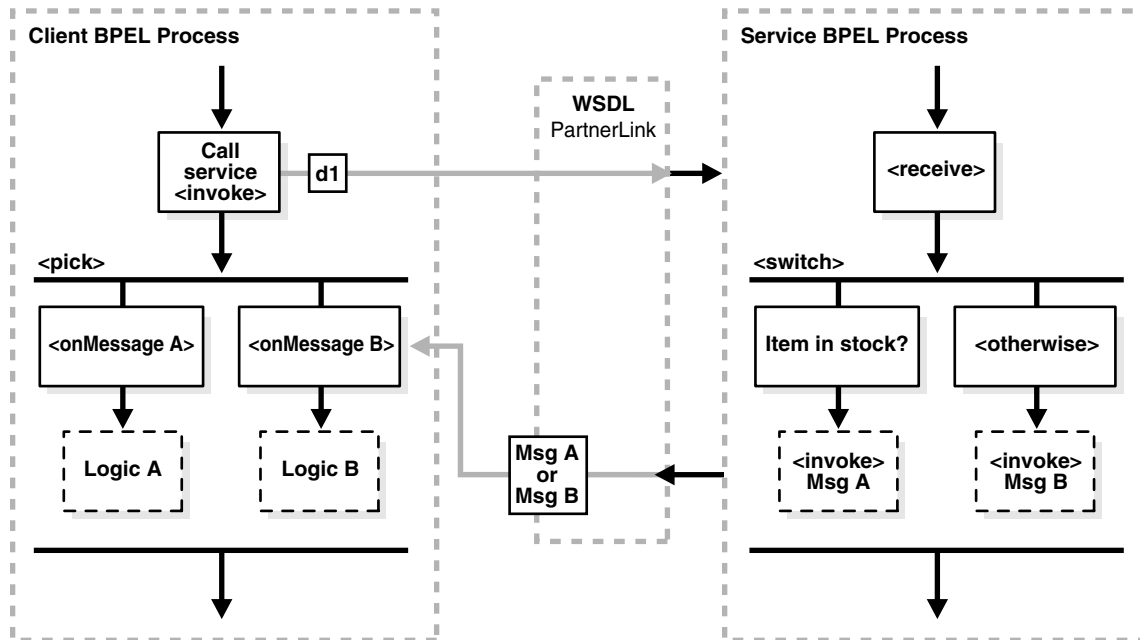 Client BPEL Process
Service BPEL Process
WSDL
PartnerLink
Call
service
<invoke>
d1
<receive>
<pick>
<switch>
<onMessage A>
<onMessage B>
Item in stock?
<otherwise>
Logic A
Logic B
Msg A
or
Msg B
<invoke>
Msg A
<invoke>
Msg B